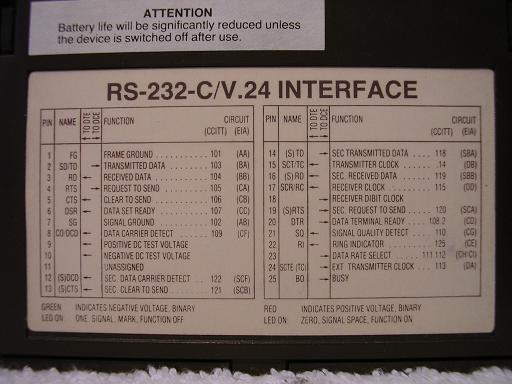 ATTENTION
Battery life will be significantly reduced unless
the device is switched off after use.
RS-232-C/V.24 INTERFACE
PIN NAME TO DTE TO DCE FUNCTION CIRCUIT (CCITT) (EIA)
1 FG FRAME GROUND 101 (AA)
2 SD/TD → TRANSMITTED DATA 103 (BA)
3 RD ← RECEIVED DATA 104 (BB)
4 RTS → REQUEST TO SEND 105 (CA)
5 CTS ← CLEAR TO SEND 106 (CB)
6 DSR ← DATA SET READY 107 (CC)
7 SG SIGNAL GROUND 102 (AB)
8 CD/DCD ← DATA CARRIER DETECT 109 (CF)
9 POSITIVE DC TEST VOLTAGE
10 NEGATIVE DC TEST VOLTAGE
11 UNASSIGNED
12 (S)DCD ← SEC. DATA CARRIER DETECT 122 (SCF)
13 (S)CTS ← SEC. CLEAR TO SEND 121 (SCB)
PIN NAME TO DTE TO DCE FUNCTION CIRCUIT (CCITT) (EIA)
14 (S)TD → SEC TRANSMITTED DATA 118 (SBA)
15 SCT/TC ← TRANSMITTER CLOCK 114 (DB)
16 (S)RD ← SEC. RECEIVED DATA 119 (SBB)
17 SCR/RC ← RECEIVER CLOCK 115 (DD)
18 RECEIVER DIBIT CLOCK
19 (S)RTS → SEC. REQUEST TO SEND 120 (SCA)
20 DTR → DATA TERMINAL READY 108.2 (CD)
21 SQ ← SIGNAL QUALITY DETECT 110 (CG)
22 RI ← RING INDICATOR 125 (CE)
23 DATA RATE SELECT 111 112 (CH CI)
24 SCTE (TC) → EXT TRANSMITTER CLOCK 113 (DA)
25 BO BUSY
GREEN INDICATES NEGATIVE VOLTAGE, BINARY
LED ON ONE, SIGNAL, MARK, FUNCTION OFF
RED INDICATES POSITIVE VOLTAGE, BINARY
LED ON ZERO, SIGNAL SPACE, FUNCTION ON